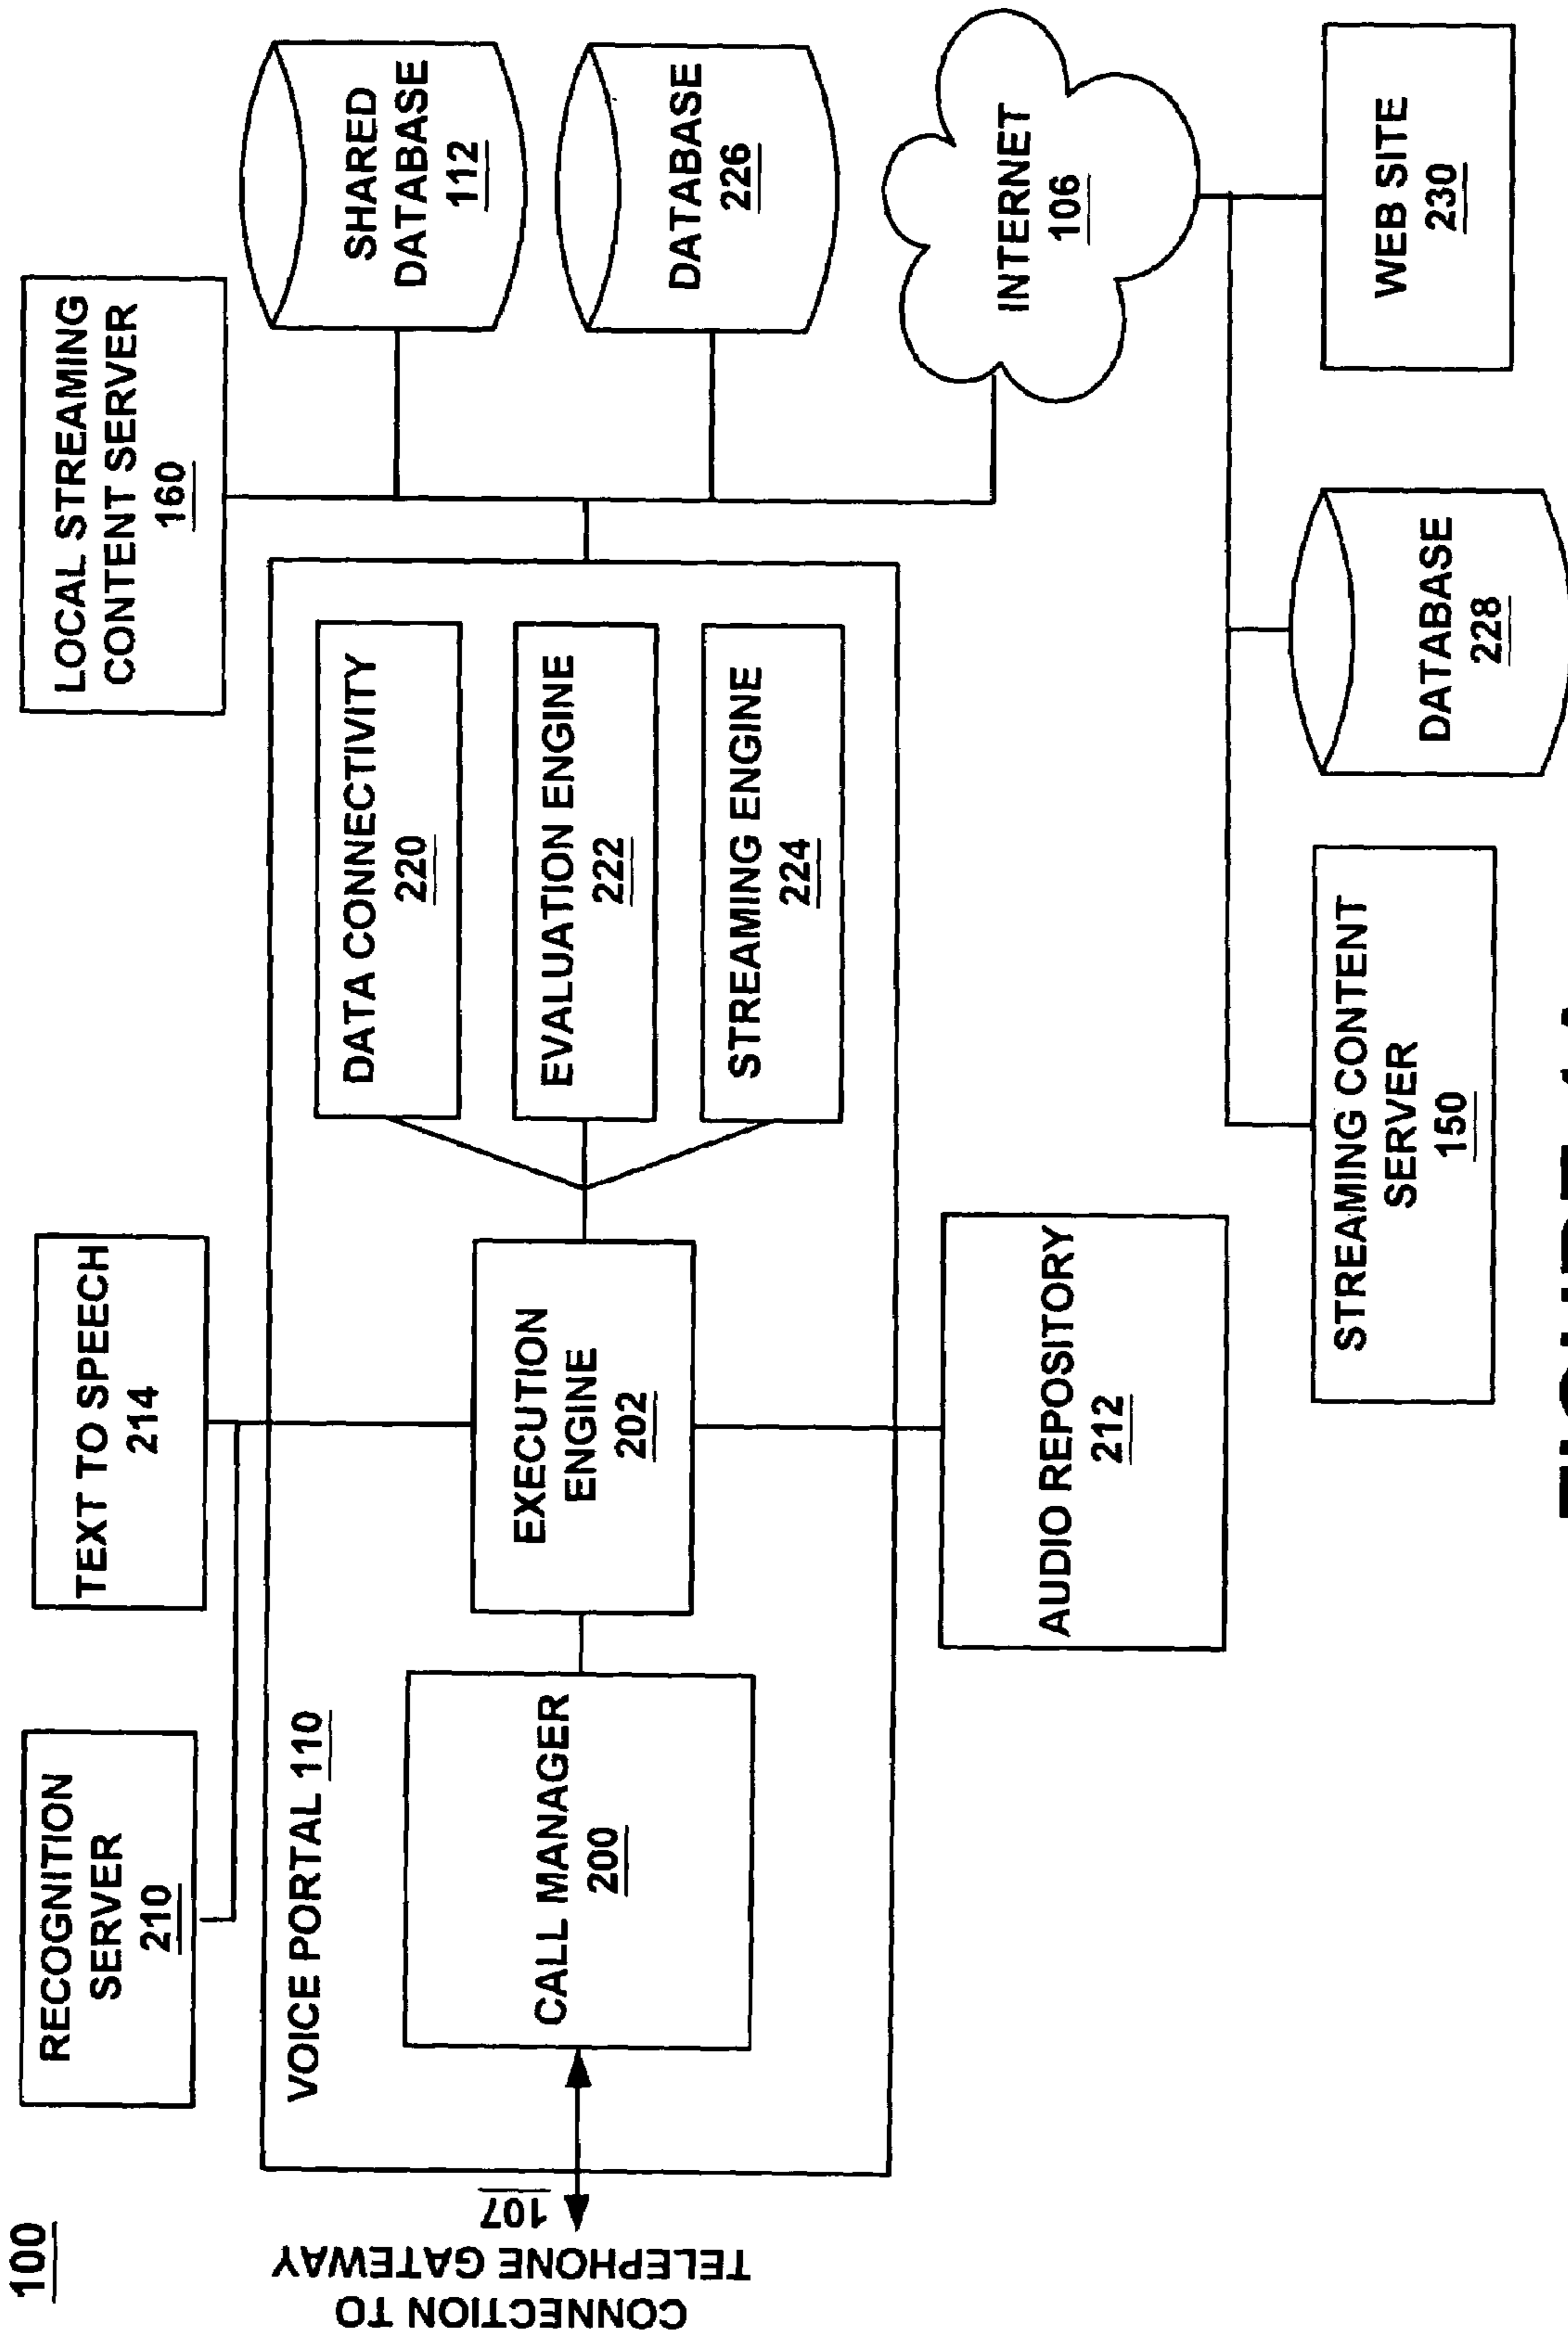 100
RECOGNITION
SERVER
210
TEXT TO SPEECH
214
LOCAL STREAMING
CONTENT SERVER
160
VOICE PORTAL 110
CONNECTION TO
TELEPHONE GATEWAY
107
CALL MANAGER
200
EXECUTION
ENGINE
202
DATA CONNECTIVITY
220
EVALUATION ENGINE
222
STREAMING ENGINE
224
SHARED
DATABASE
112
DATABASE
226
INTERNET
106
AUDIO REPOSITORY
212
STREAMING CONTENT
SERVER
150
DATABASE
228
WEB SITE
230